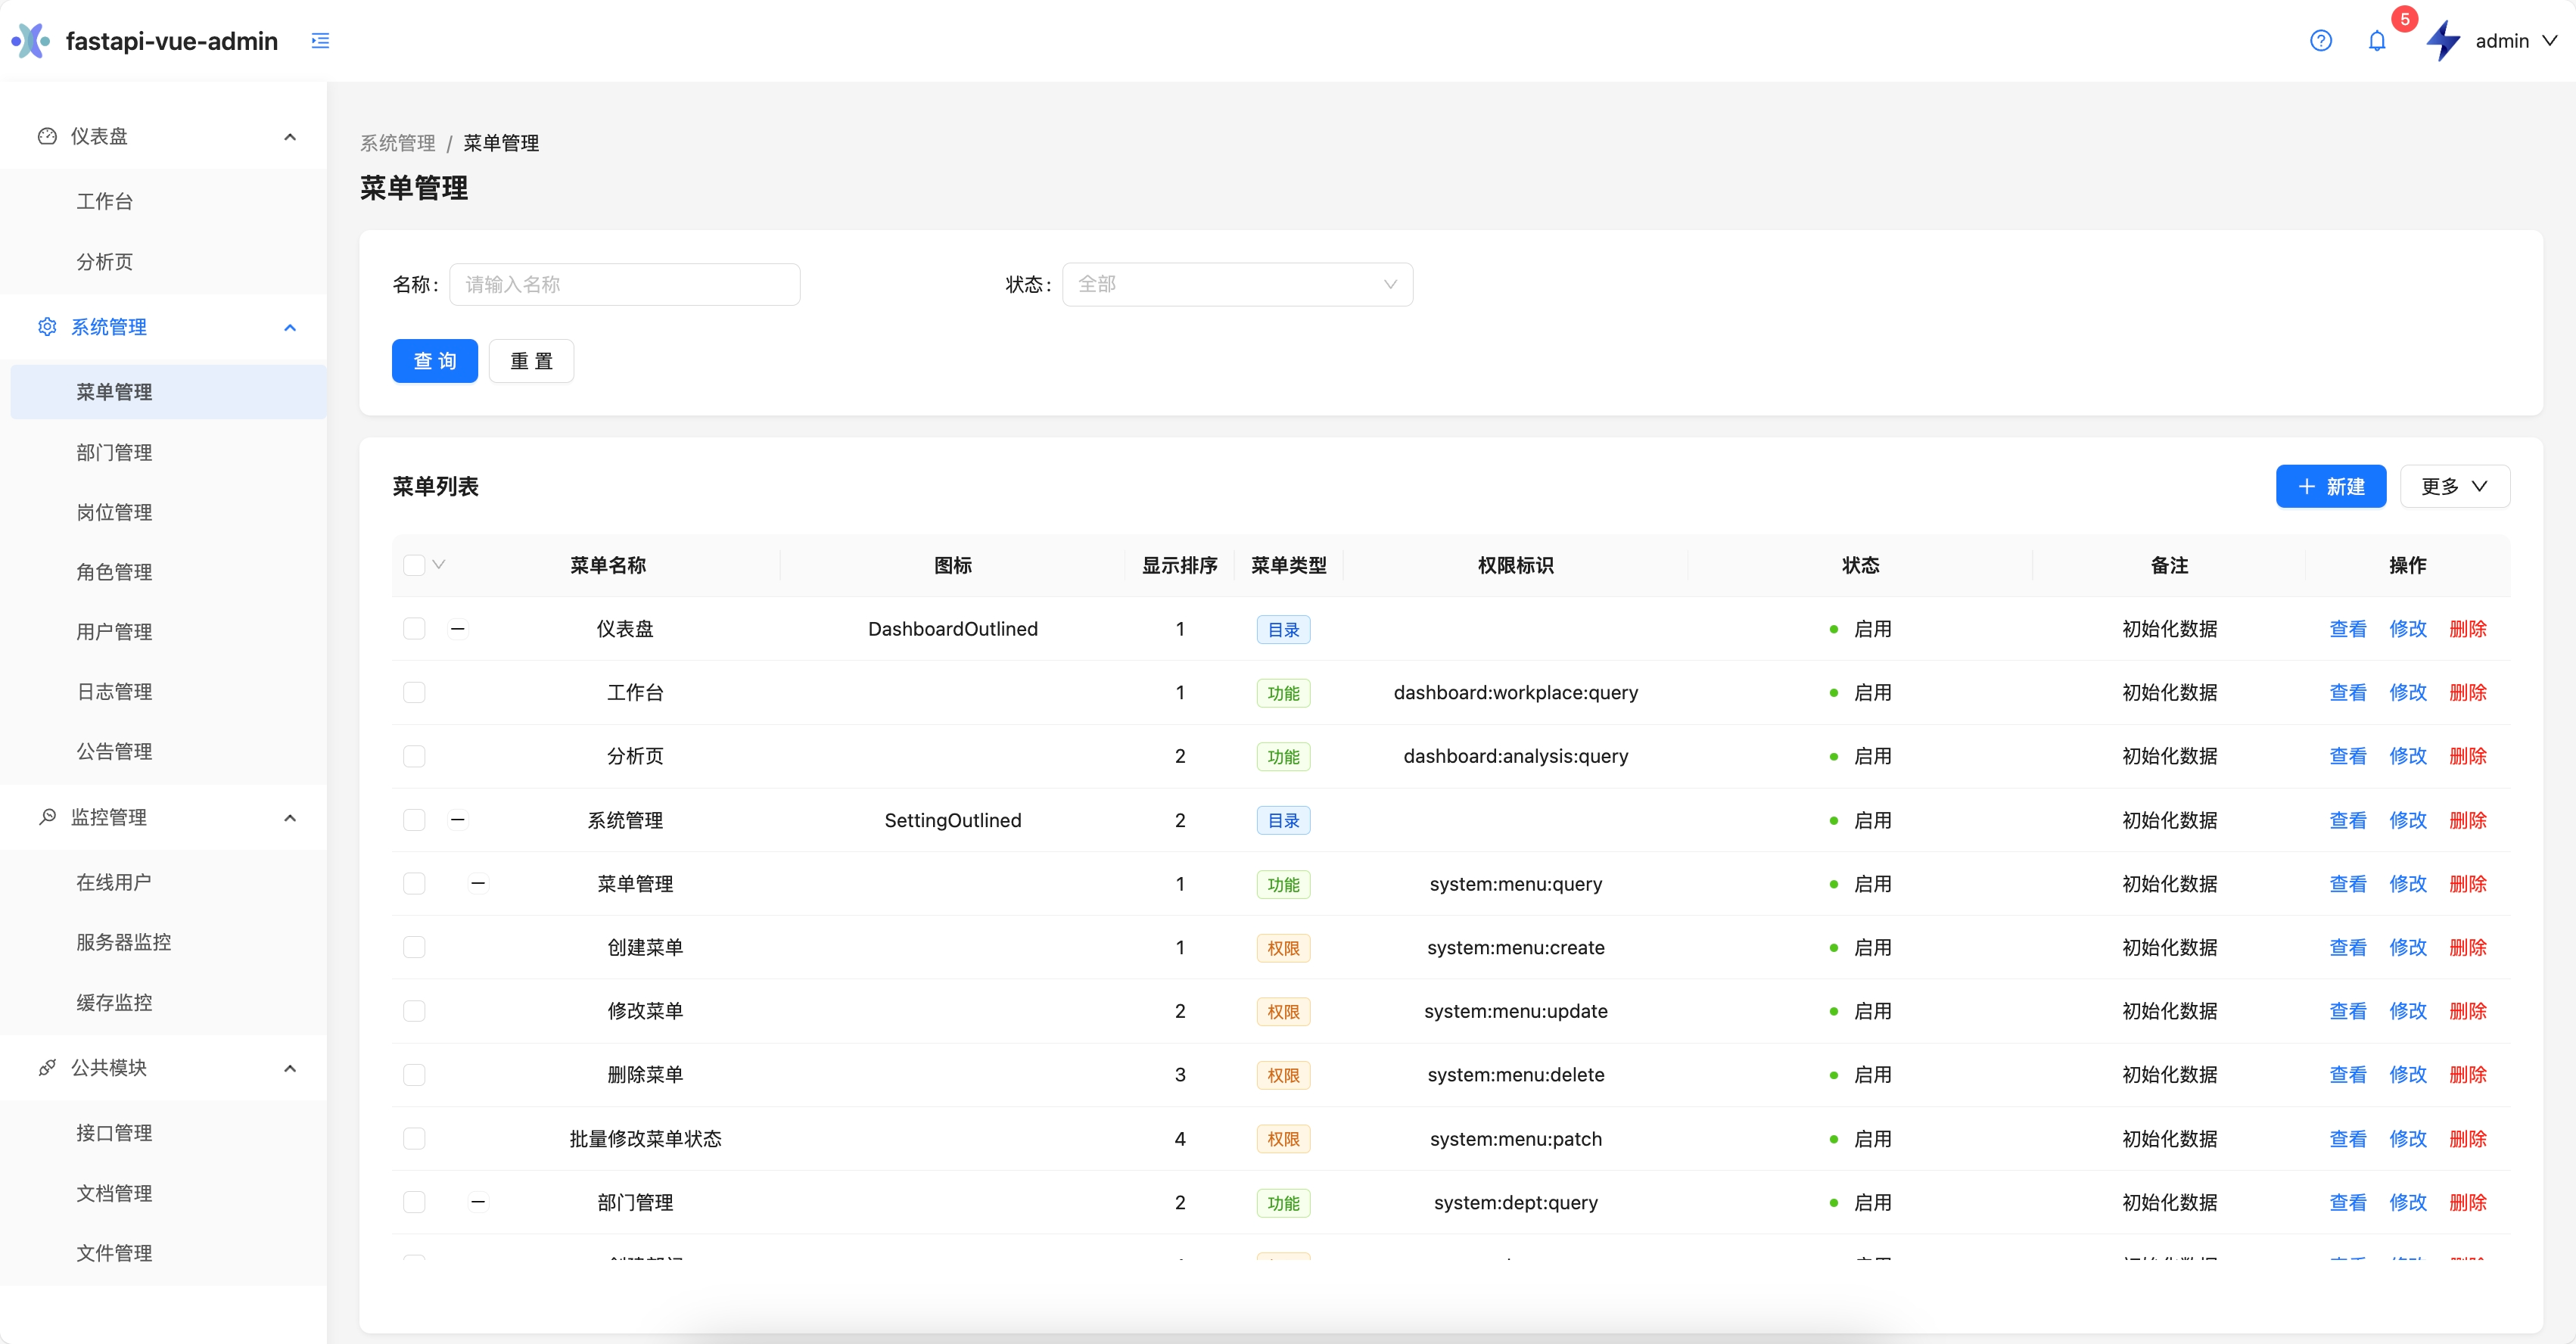 fastapi-vue-admin
5
admin
仪表盘
工作台
分析页
系统管理
菜单管理
部门管理
岗位管理
角色管理
用户管理
日志管理
公告管理
监控管理
在线用户
服务器监控
缓存监控
公共模块
接口管理
文档管理
文件管理
系统管理 / 菜单管理
菜单管理
名称: 请输入名称 状态: 全部
查 询 重 置
菜单列表 新建 更多
菜单名称 图标 显示排序 菜单类型 权限标识 状态 备注 操作
仪表盘 DashboardOutlined 1 目录 启用 初始化数据 查看 修改 删除
工作台 1 功能 dashboard:workplace:query 启用 初始化数据 查看 修改 删除
分析页 2 功能 dashboard:analysis:query 启用 初始化数据 查看 修改 删除
系统管理 SettingOutlined 2 目录 启用 初始化数据 查看 修改 删除
菜单管理 1 功能 system:menu:query 启用 初始化数据 查看 修改 删除
创建菜单 1 权限 system:menu:create 启用 初始化数据 查看 修改 删除
修改菜单 2 权限 system:menu:update 启用 初始化数据 查看 修改 删除
删除菜单 3 权限 system:menu:delete 启用 初始化数据 查看 修改 删除
批量修改菜单状态 4 权限 system:menu:patch 启用 初始化数据 查看 修改 删除
部门管理 2 功能 system:dept:query 启用 初始化数据 查看 修改 删除